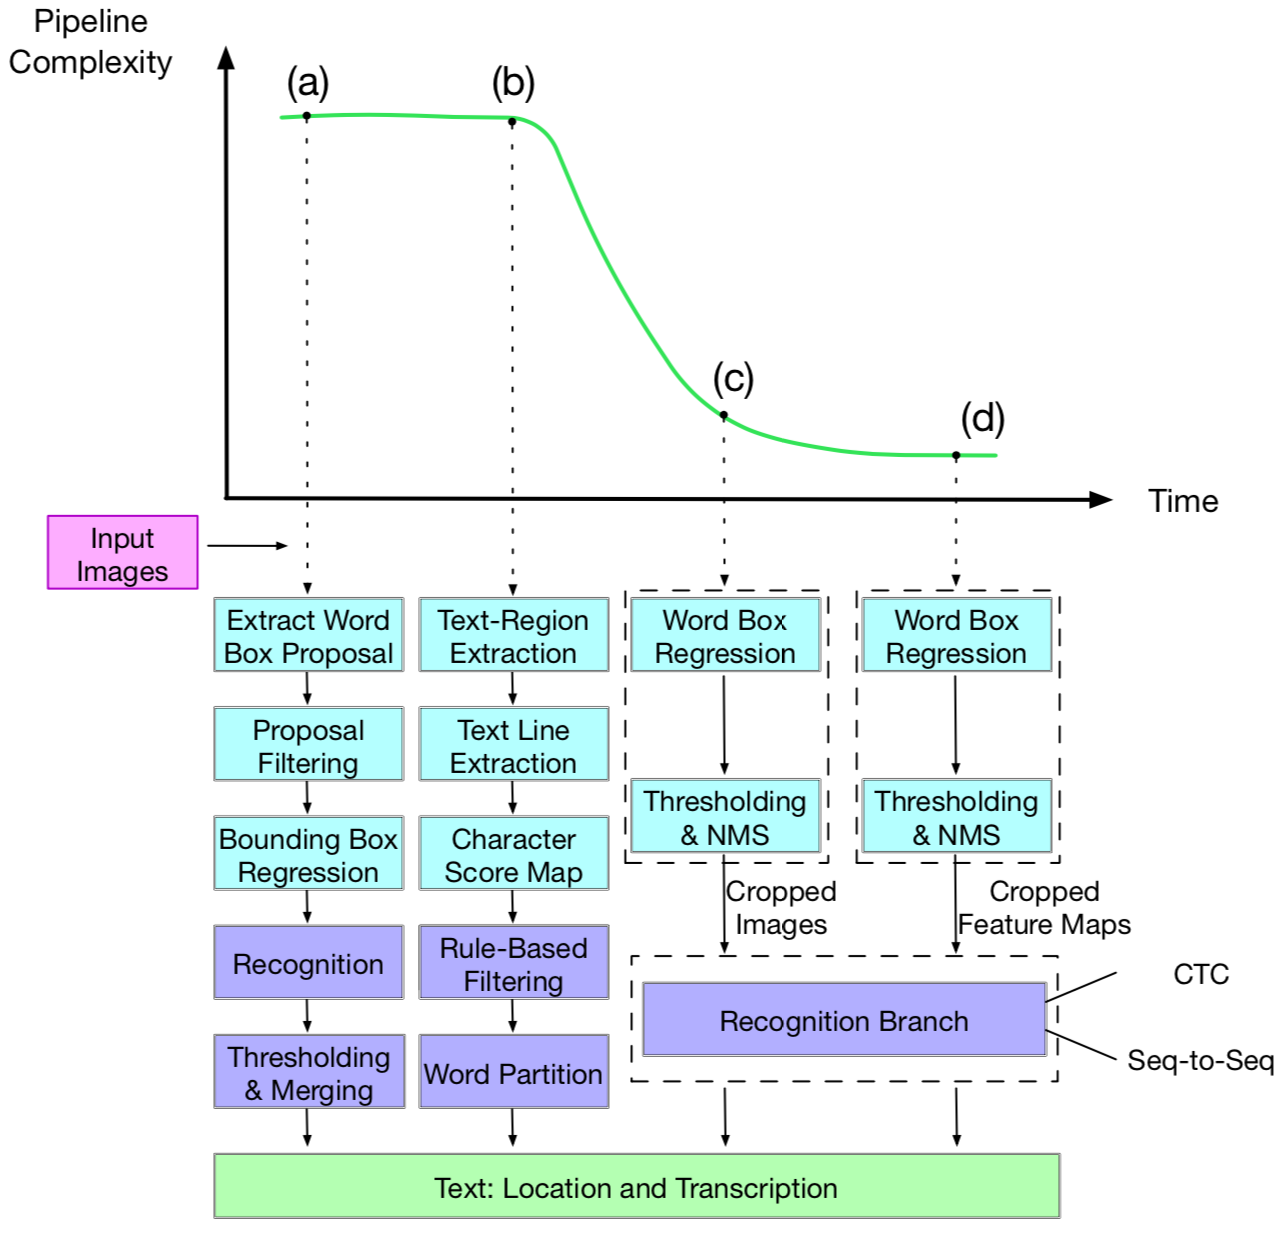 Pipeline
Complexity
(a)
(b)
(c)
(d)
Time
Input
Images
Extract Word
Box Proposal
Proposal
Filtering
Bounding Box
Regression
Recognition
Thresholding
& Merging
Text-Region
Extraction
Text Line
Extraction
Character
Score Map
Rule-Based
Filtering
Word Partition
Word Box
Regression
Thresholding
& NMS
Cropped
Images
Word Box
Regression
Thresholding
& NMS
Cropped
Feature Maps
Recognition Branch
CTC
Seq-to-Seq
Text: Location and Transcription